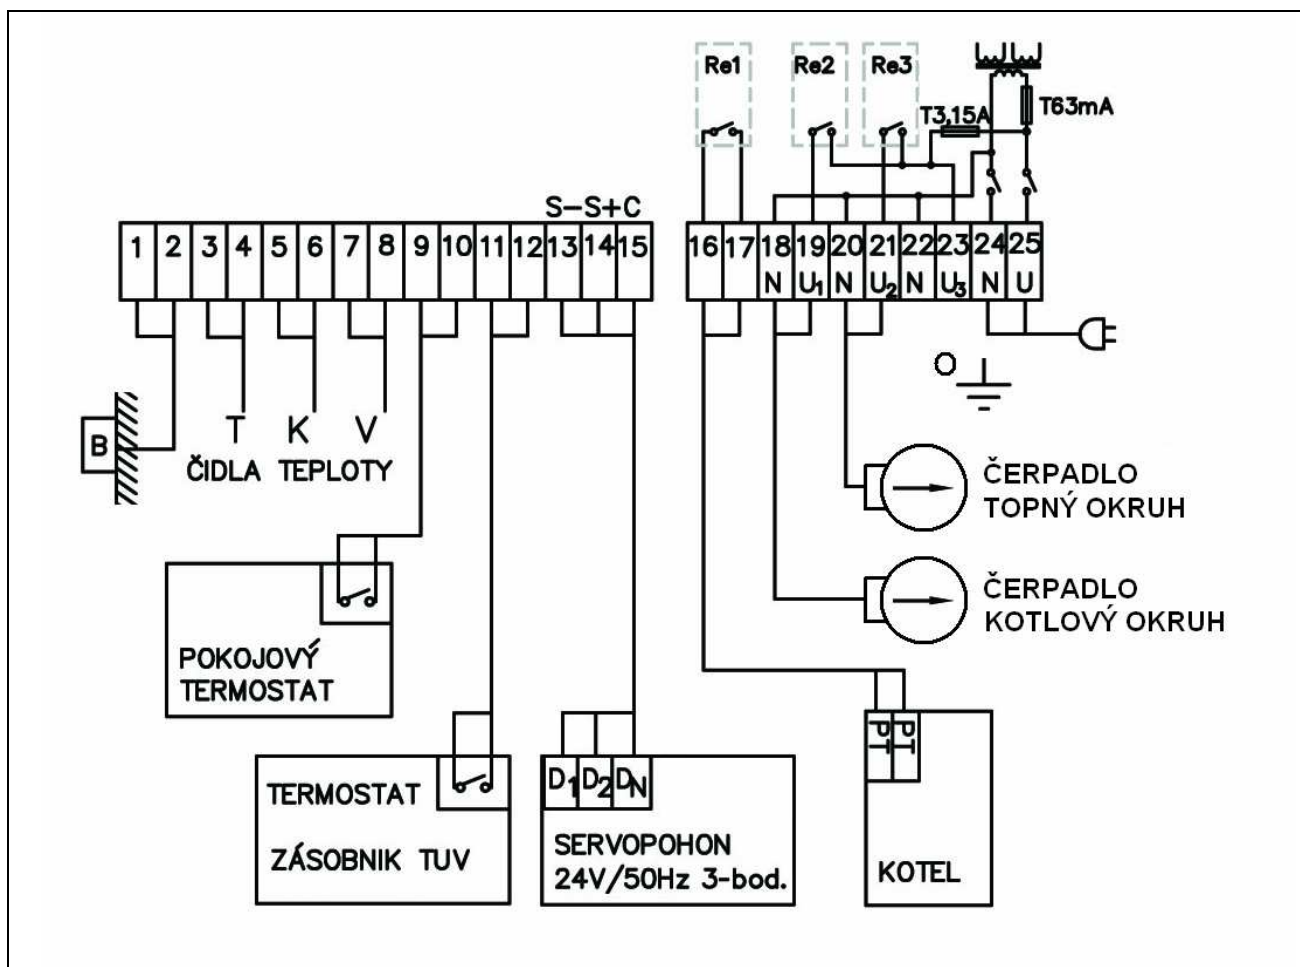 Re1 Re2 Re3
T3,15A T63mA
S- S+ C
1 2 3 4 5 6 7 8 9 10 11 12 13 14 15
16 17 18 19 20 21 22 23 24 25
N U1 N U2 N U3 N U
O
B
T K V
ČIDLA TEPLOTY
ČERPADLO
TOPNÝ OKRUH
ČERPADLO
KOTLOVÝ OKRUH
POKOJOVÝ
TERMOSTAT
PT PT
TERMOSTAT
ZÁSOBNIK TUV
D1 D2 DN
SERVOPOHON
24V/50Hz 3-bod.
KOTEL